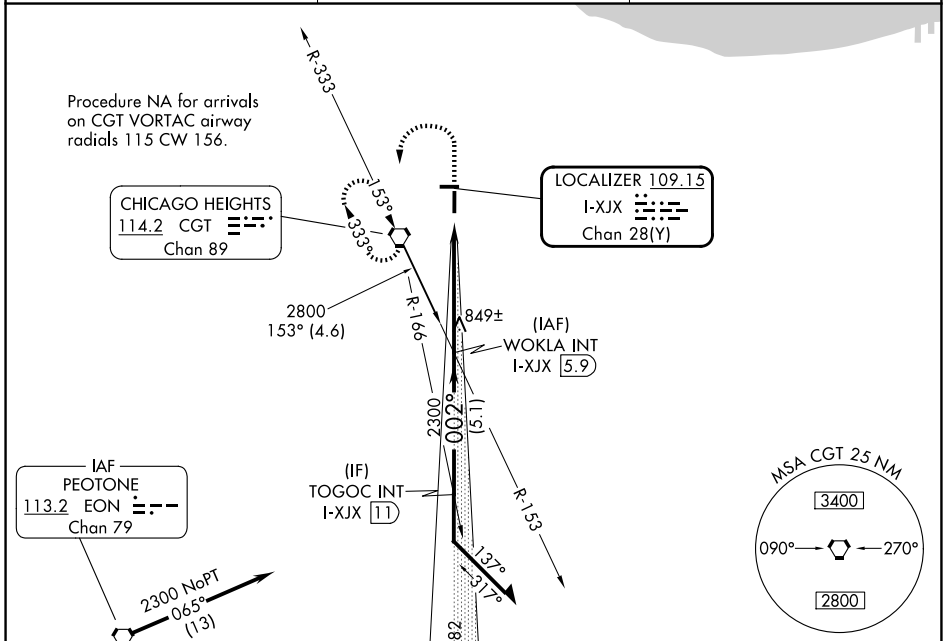 R-333
Procedure NA for arrivals
on CGT VORTAC airway
radials 115 CW 156.
153°
333°
CHICAGO HEIGHTS
114.2 CGT
Chan 89
LOCALIZER 109.15
I-XJX
Chan 28(Y)
2800
153° (4.6)
R-166
849±
(IAF)
WOKLA INT
I-XJX 5.9
2300
002°
(5.1)
(IF)
TOGOC INT
I-XJX 11
R-153
IAF
PEOTONE
113.2 EON
Chan 79
2300 NoPT
065°
(13)
137°
317°
82
MSA CGT 25 NM
3400
090°
270°
2800